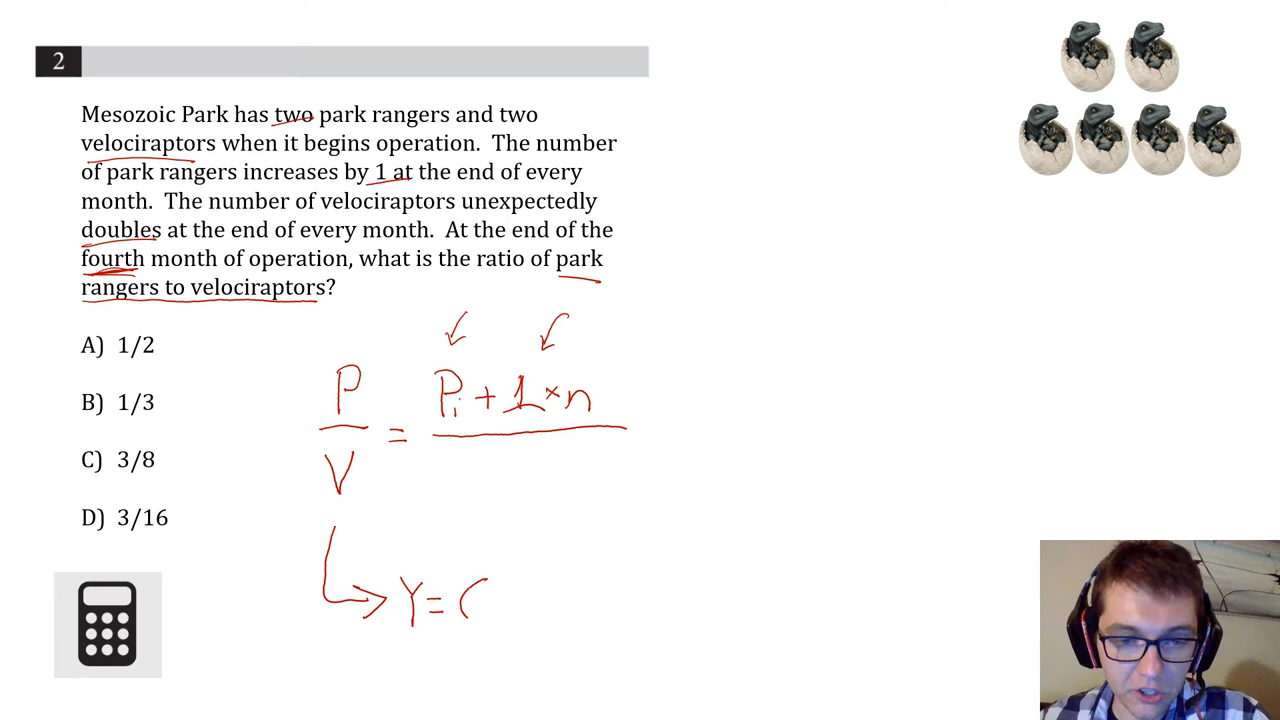 2
Mesozoic Park has two park rangers and two
velociraptors when it begins operation. The number
of park rangers increases by 1 at the end of every
month. The number of velociraptors unexpectedly
doubles at the end of every month. At the end of the
fourth month of operation, what is the ratio of park
rangers to velociraptors?
A) 1/2
B) 1/3
C) 3/8
D) 3/16
P/V = Pi + 1 × n
Y = (